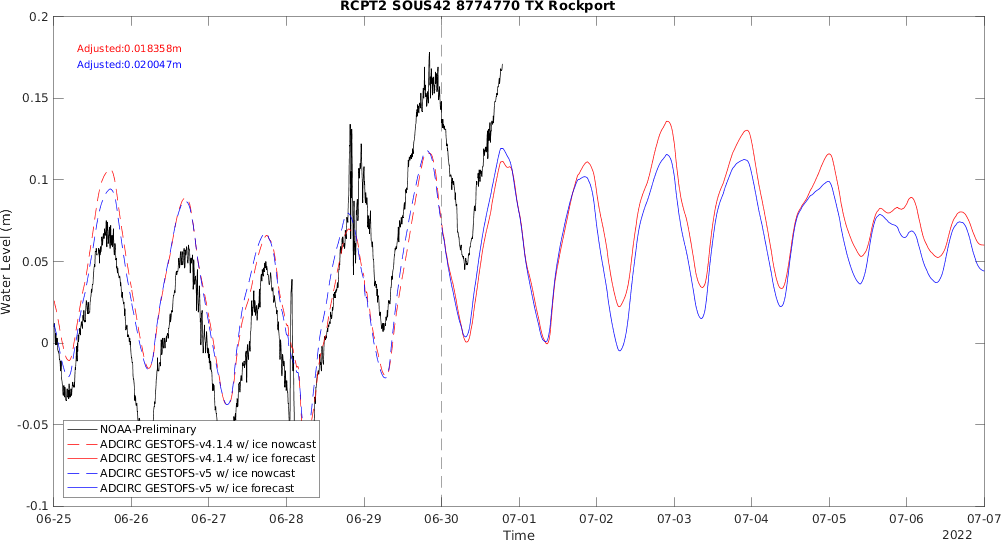 RCPT2 SOUS42 8774770 TX Rockport
0.2
Adjusted:0.018358m
Adjusted:0.020047m
0.15
0.1
0.05
0
-0.05
-0.1
Water Level (m)
NOAA-Preliminary
ADCIRC GESTOFS-v4.1.4 w/ ice nowcast
ADCIRC GESTOFS-v4.1.4 w/ ice forecast
ADCIRC GESTOFS-v5 w/ ice nowcast
ADCIRC GESTOFS-v5 w/ ice forecast
06-25 06-26 06-27 06-28 06-29 06-30 07-01 07-02 07-03 07-04 07-05 07-06 07-07
Time
2022